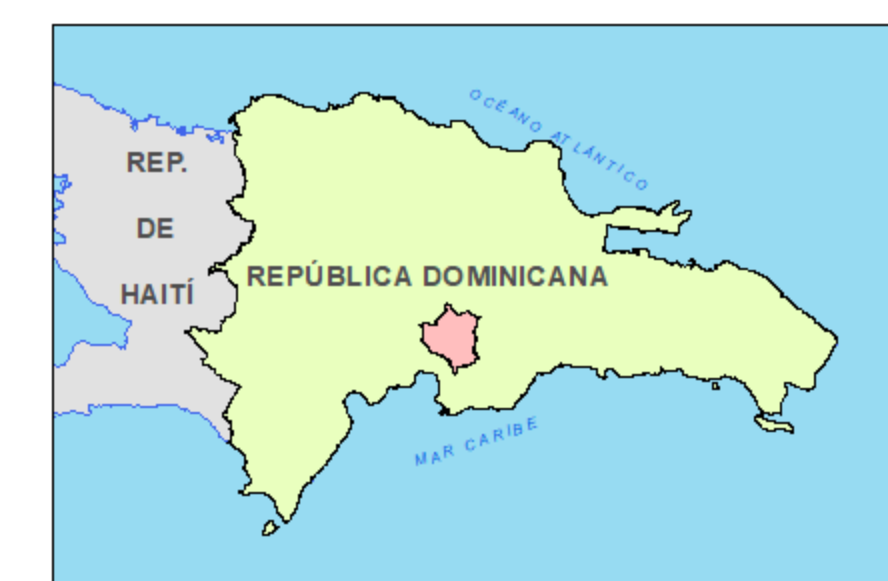 OCÉANO ATLÁNTICO
REP.
DE
HAITÍ
REPÚBLICA DOMINICANA
MAR CARIBE